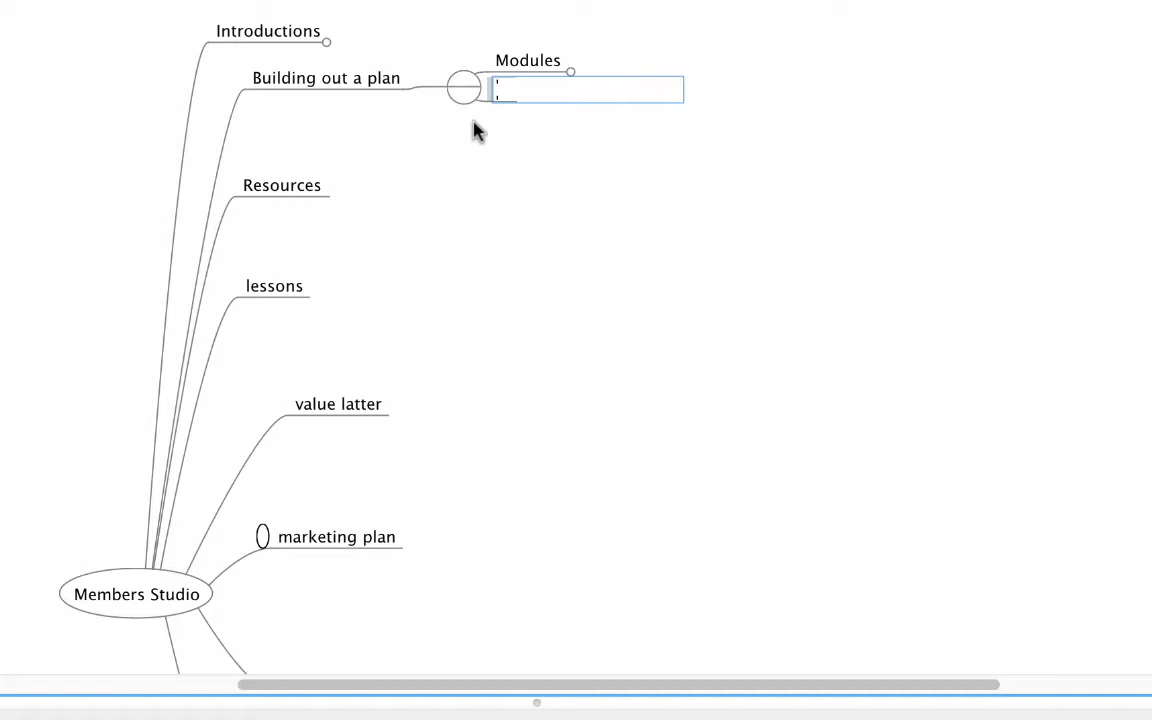 Introductions
Modules
Building out a plan
Resources
lessons
value latter
marketing plan
Members Studio